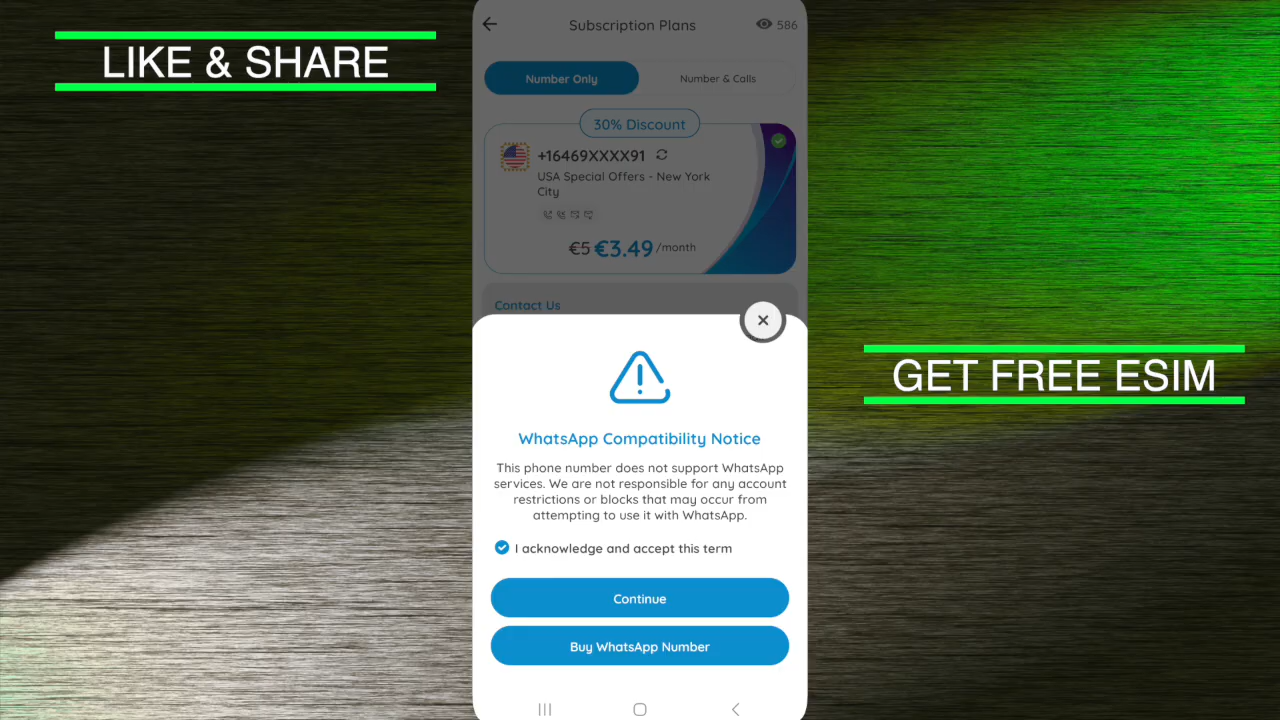 LIKE & SHARE
Subscription Plans
586
Number Only
Number & Calls
30% Discount
+16469XXXX91
USA Special Offers - New York
City
€5 €3.49 /month
Contact Us
GET FREE ESIM
WhatsApp Compatibility Notice
This phone number does not support WhatsApp
services. We are not responsible for any account
restrictions or blocks that may occur from
attempting to use it with WhatsApp.
I acknowledge and accept this term
Continue
Buy WhatsApp Number